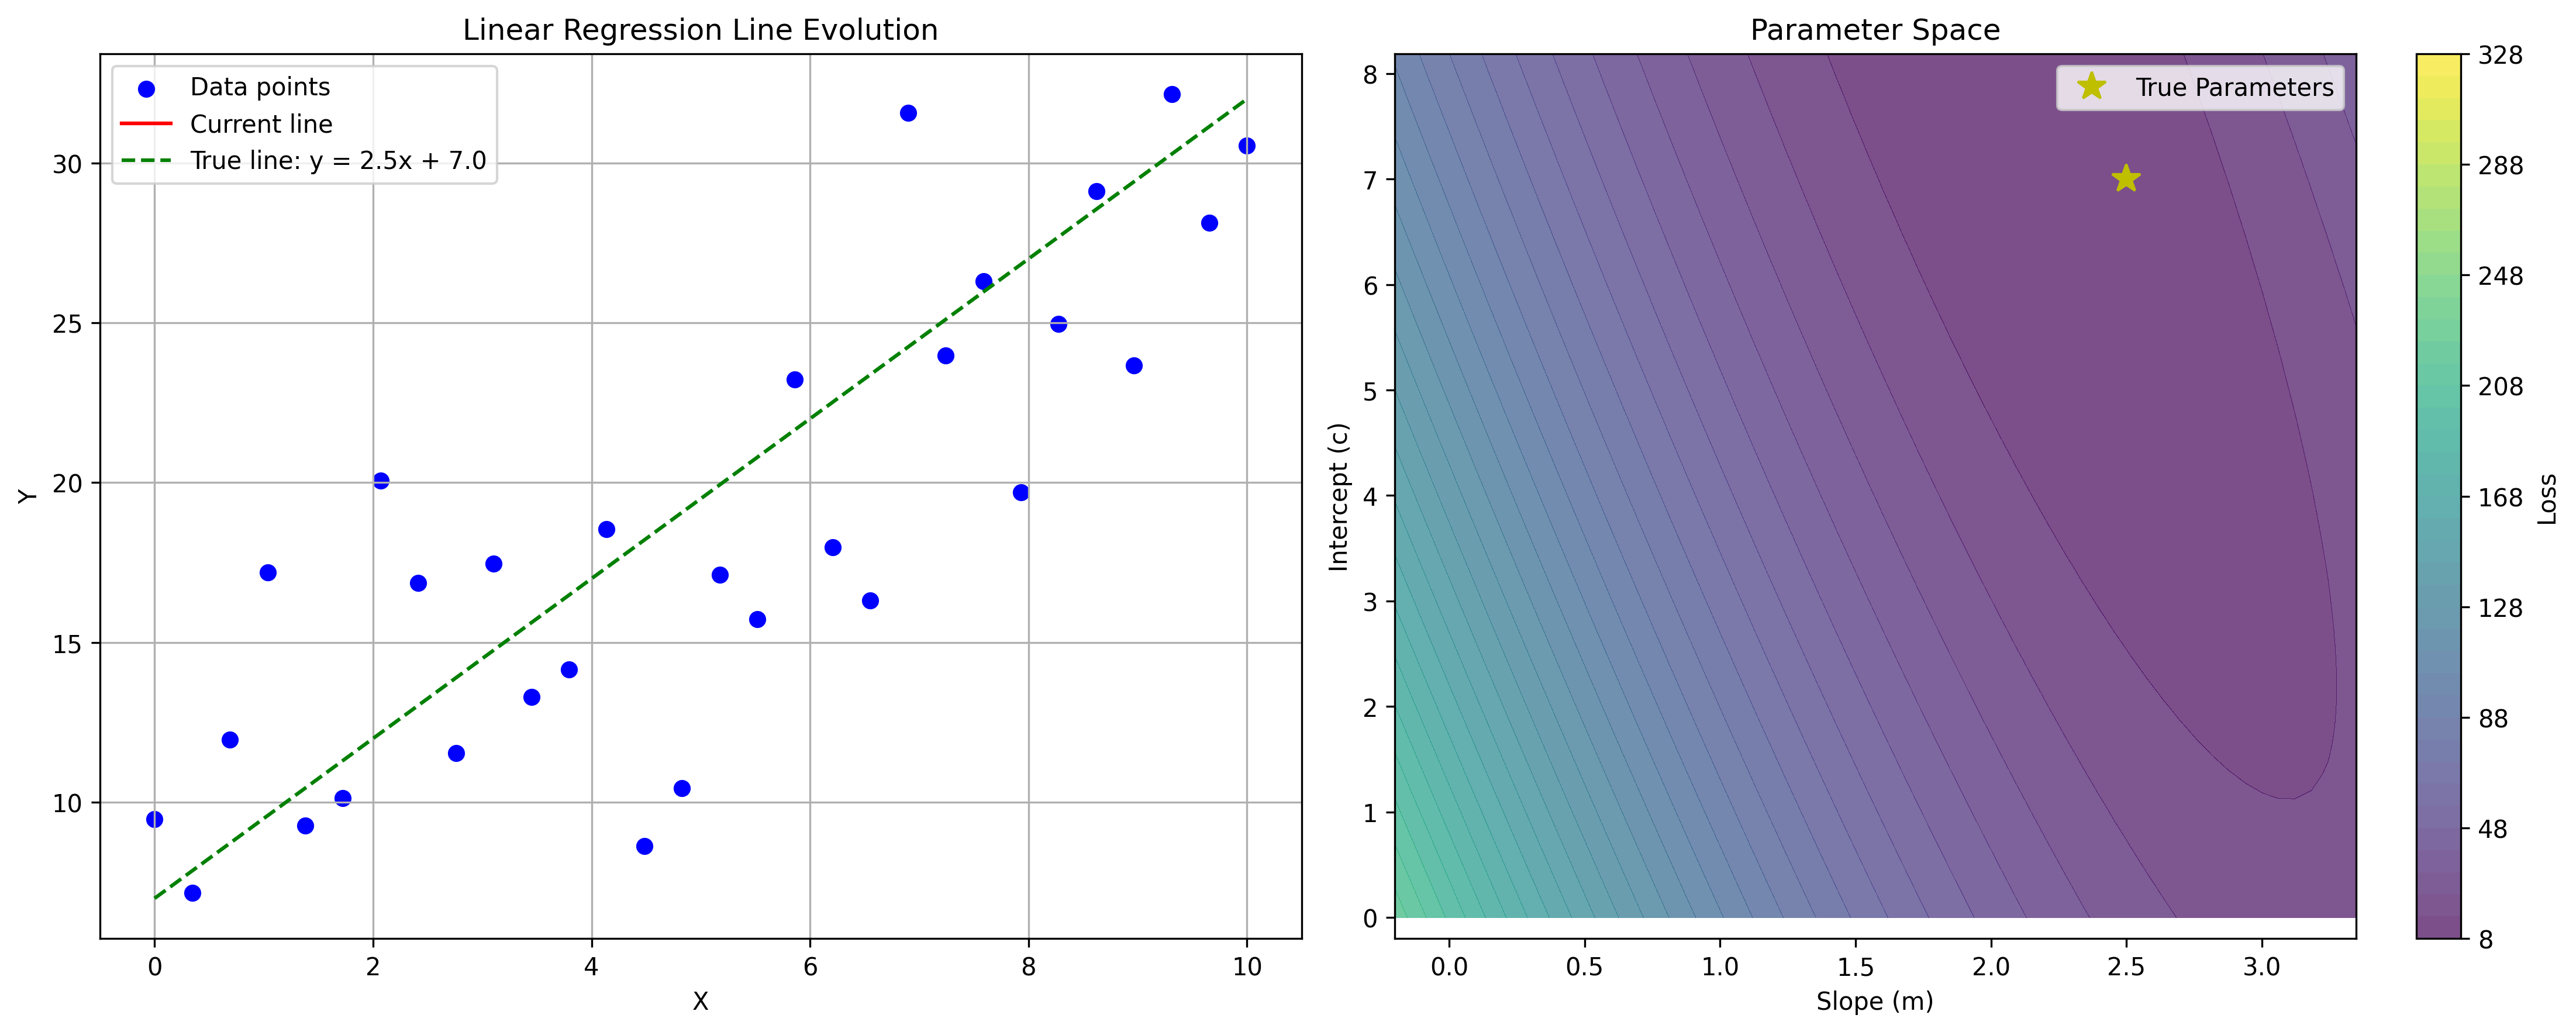 Linear Regression Line Evolution
Data points
Current line
True line: y = 2.5x + 7.0
Y
30
25
20
15
10
0 2 4 6 8 10
X
Parameter Space
True Parameters
Intercept (c)
8
7
6
5
4
3
2
1
0
0.0 0.5 1.0 1.5 2.0 2.5 3.0
Slope (m)
328
288
248
208
168
128
88
48
8
Loss